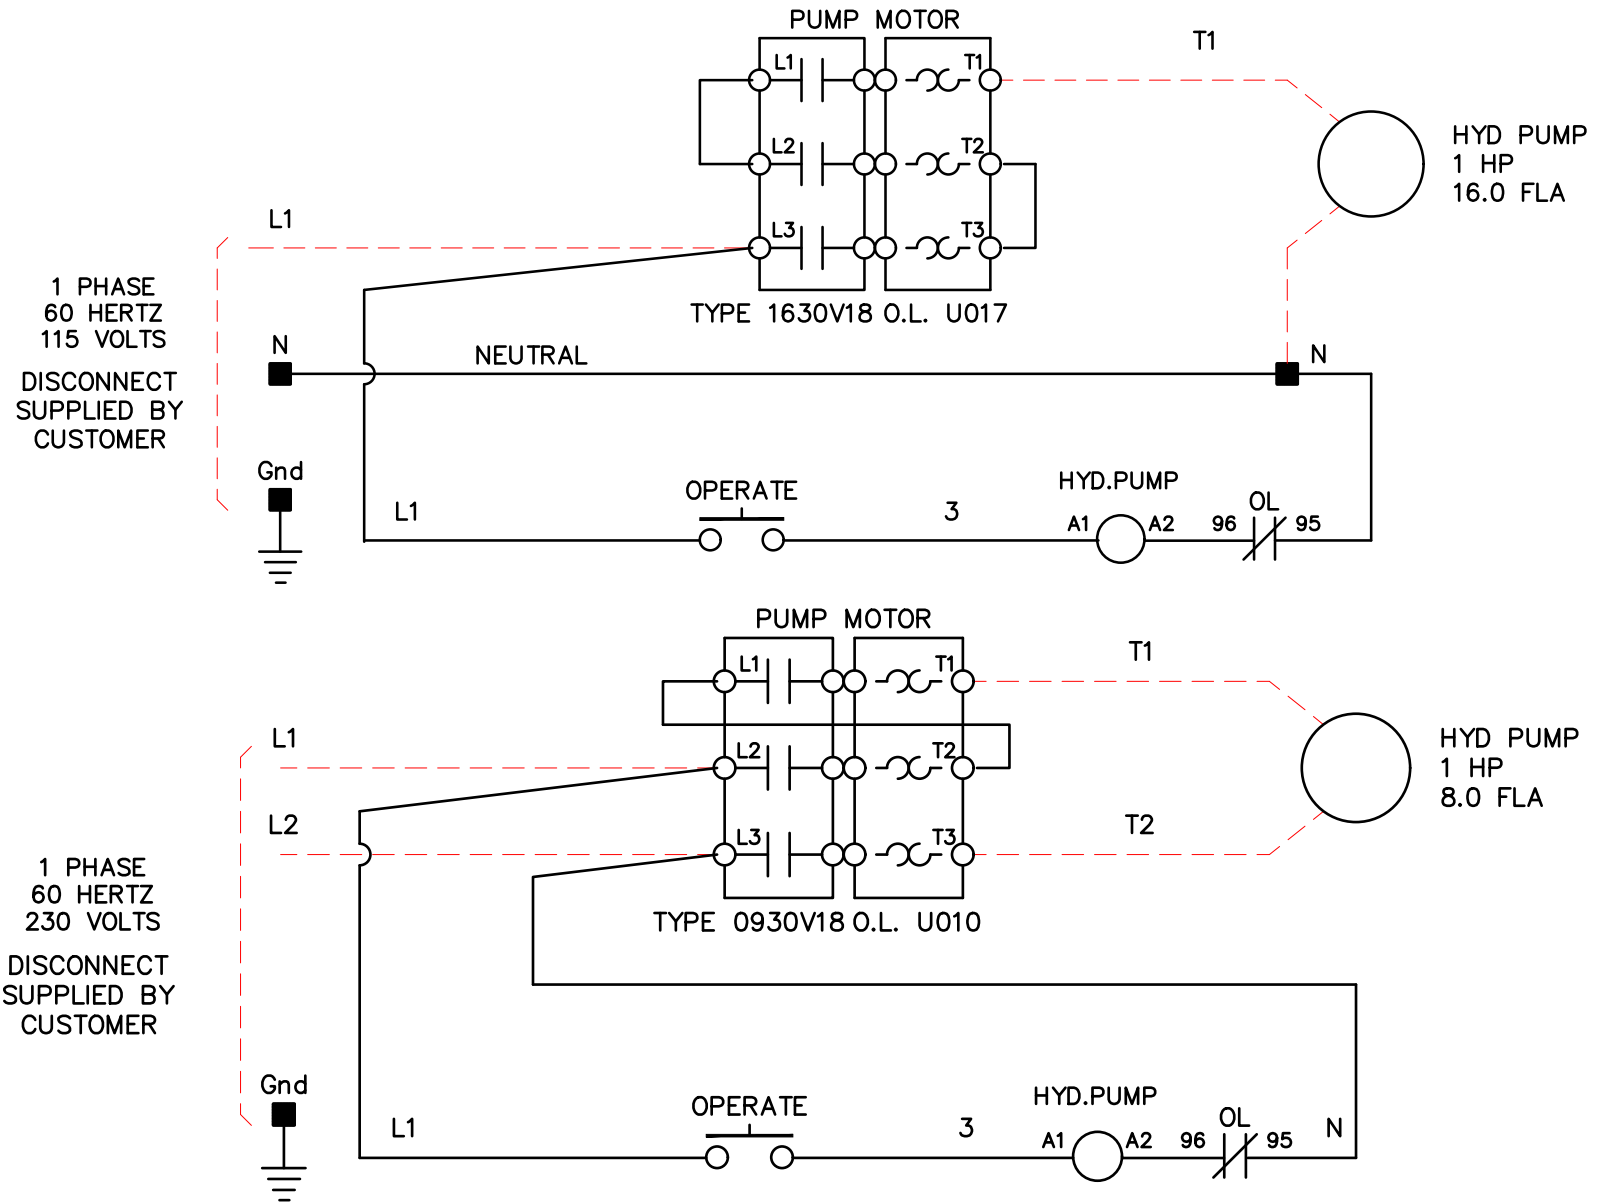 PUMP MOTOR
T1
L1
T1
L2
T2
HYD PUMP
1 HP
16.0 FLA
L1
L3
T3
1 PHASE
60 HERTZ
115 VOLTS
TYPE 1630V18 O.L. U017
N
NEUTRAL
N
DISCONNECT
SUPPLIED BY
CUSTOMER
Gnd
L1
OPERATE
3
HYD.PUMP
A1
A2
96
OL
95
PUMP MOTOR
L1
T1
T1
L1
L2
T2
HYD PUMP
1 HP
8.0 FLA
L2
L3
T3
T2
1 PHASE
60 HERTZ
230 VOLTS
TYPE 0930V18 O.L. U010
DISCONNECT
SUPPLIED BY
CUSTOMER
Gnd
L1
OPERATE
3
HYD.PUMP
A1
A2
96
OL
95
N